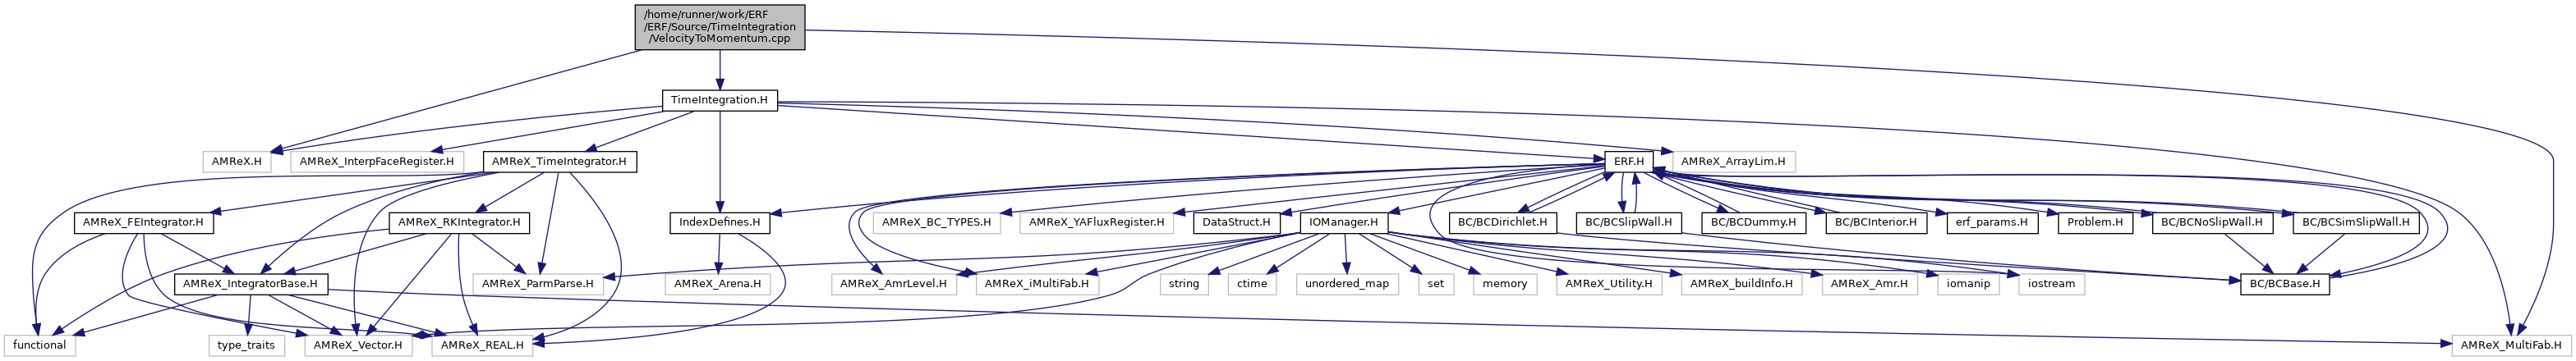 /home/runner/work/ERF
/ERF/Source/TimeIntegration
/VelocityToMomentum.cpp
TimeIntegration.H
AMReX.H
AMReX_InterpFaceRegister.H
AMReX_TimeIntegrator.H
ERF.H
AMReX_ArrayLim.H
AMReX_FEIntegrator.H
AMReX_RKIntegrator.H
IndexDefines.H
AMReX_BC_TYPES.H
AMReX_YAFluxRegister.H
DataStruct.H
IOManager.H
BC/BCDirichlet.H
BC/BCSlipWall.H
BC/BCDummy.H
BC/BCInterior.H
erf_params.H
Problem.H
BC/BCNoSlipWall.H
BC/BCSimSlipWall.H
AMReX_IntegratorBase.H
AMReX_ParmParse.H
AMReX_Arena.H
AMReX_AmrLevel.H
AMReX_iMultiFab.H
string
ctime
unordered_map
set
memory
AMReX_Utility.H
AMReX_buildInfo.H
AMReX_Amr.H
iomanip
iostream
BC/BCBase.H
functional
type_traits
AMReX_Vector.H
AMReX_REAL.H
AMReX_MultiFab.H